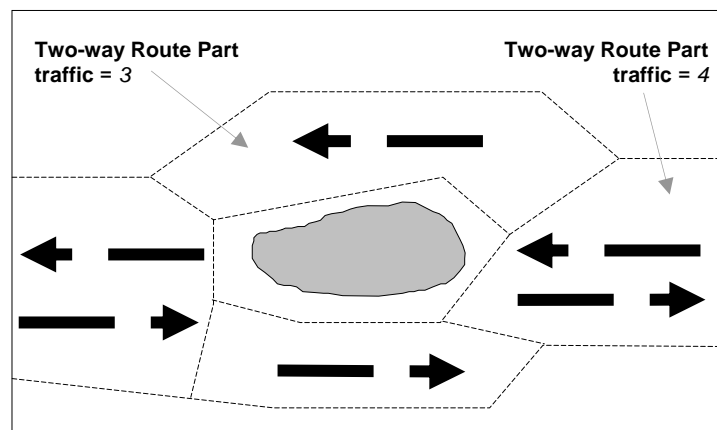 Two-way Route Part
traffic = 3
Two-way Route Part
traffic = 4